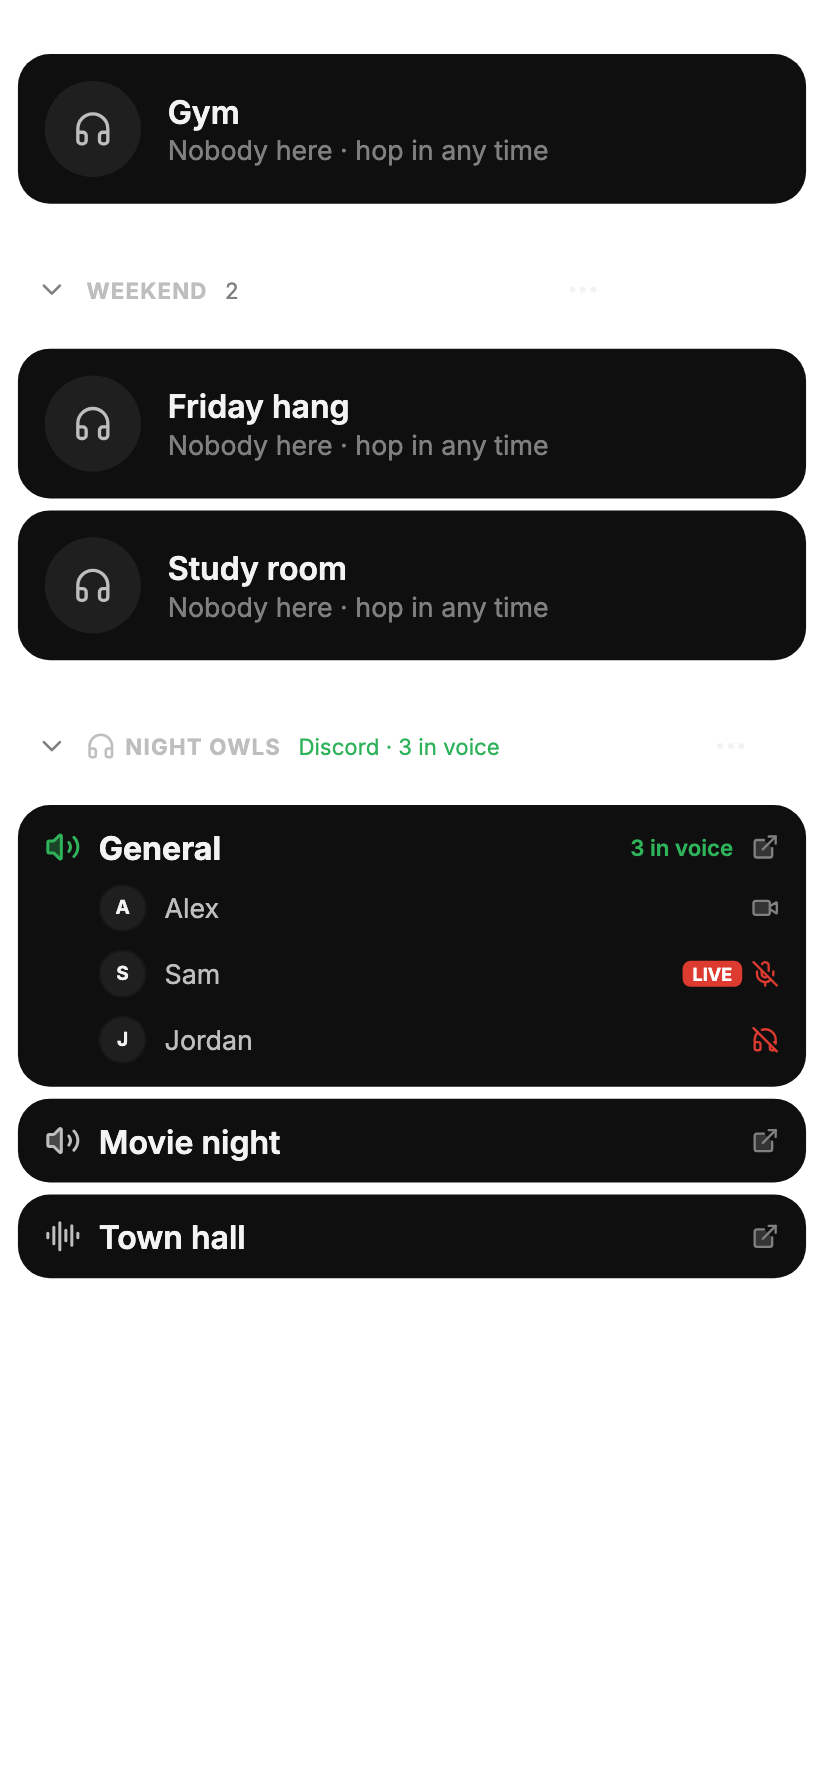 Gym
Nobody here · hop in any time
WEEKEND 2
Friday hang
Nobody here · hop in any time
Study room
Nobody here · hop in any time
NIGHT OWLS Discord · 3 in voice
General 3 in voice
A Alex
S Sam LIVE
J Jordan
Movie night
Town hall